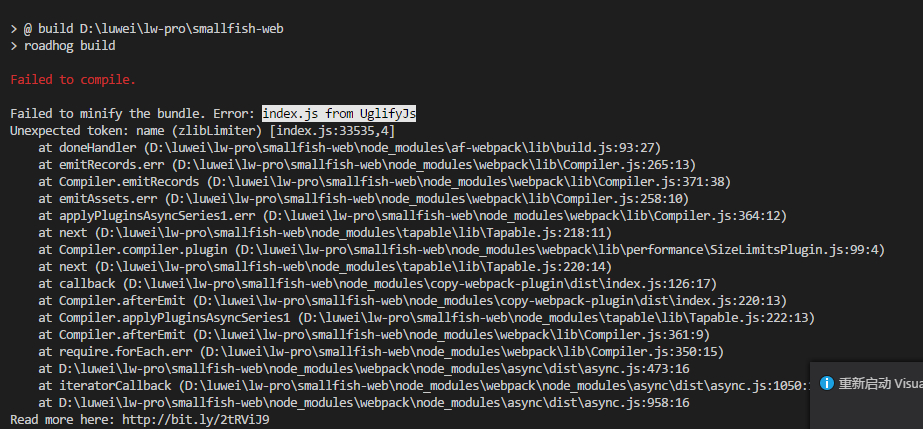 > @ build D:\luwei\lw-pro\smallfish-web
> roadhog build
Failed to compile.
Failed to minify the bundle. Error: index.js from UglifyJs
Unexpected token: name (zlibLimiter) [index.js:33535,4]
at doneHandler (D:\luwei\lw-pro\smallfish-web\node_modules\af-webpack\lib\build.js:93:27)
at emitRecords.err (D:\luwei\lw-pro\smallfish-web\node_modules\webpack\lib\Compiler.js:265:13)
at Compiler.emitRecords (D:\luwei\lw-pro\smallfish-web\node_modules\webpack\lib\Compiler.js:371:38)
at emitAssets.err (D:\luwei\lw-pro\smallfish-web\node_modules\webpack\lib\Compiler.js:258:10)
at applyPluginsAsyncSeries1.err (D:\luwei\lw-pro\smallfish-web\node_modules\webpack\lib\Compiler.js:364:12)
at next (D:\luwei\lw-pro\smallfish-web\node_modules\tapable\lib\Tapable.js:218:11)
at Compiler.compiler.plugin (D:\luwei\lw-pro\smallfish-web\node_modules\webpack\lib\performance\SizeLimitsPlugin.js:99:4)
at next (D:\luwei\lw-pro\smallfish-web\node_modules\tapable\lib\Tapable.js:220:14)
at callback (D:\luwei\lw-pro\smallfish-web\node_modules\copy-webpack-plugin\dist\index.js:126:17)
at Compiler.afterEmit (D:\luwei\lw-pro\smallfish-web\node_modules\copy-webpack-plugin\dist\index.js:220:13)
at Compiler.applyPluginsAsyncSeries1 (D:\luwei\lw-pro\smallfish-web\node_modules\tapable\lib\Tapable.js:222:13)
at Compiler.afterEmit (D:\luwei\lw-pro\smallfish-web\node_modules\webpack\lib\Compiler.js:361:9)
at require.forEach.err (D:\luwei\lw-pro\smallfish-web\node_modules\webpack\lib\Compiler.js:350:15)
at D:\luwei\lw-pro\smallfish-web\node_modules\webpack\node_modules\async\dist\async.js:473:16
at iteratorCallback (D:\luwei\lw-pro\smallfish-web\node_modules\webpack\node_modules\async\dist\async.js:1050:
重新启动 Visua
at D:\luwei\lw-pro\smallfish-web\node_modules\webpack\node_modules\async\dist\async.js:958:16
Read more here: http://bit.ly/2tRViJ9